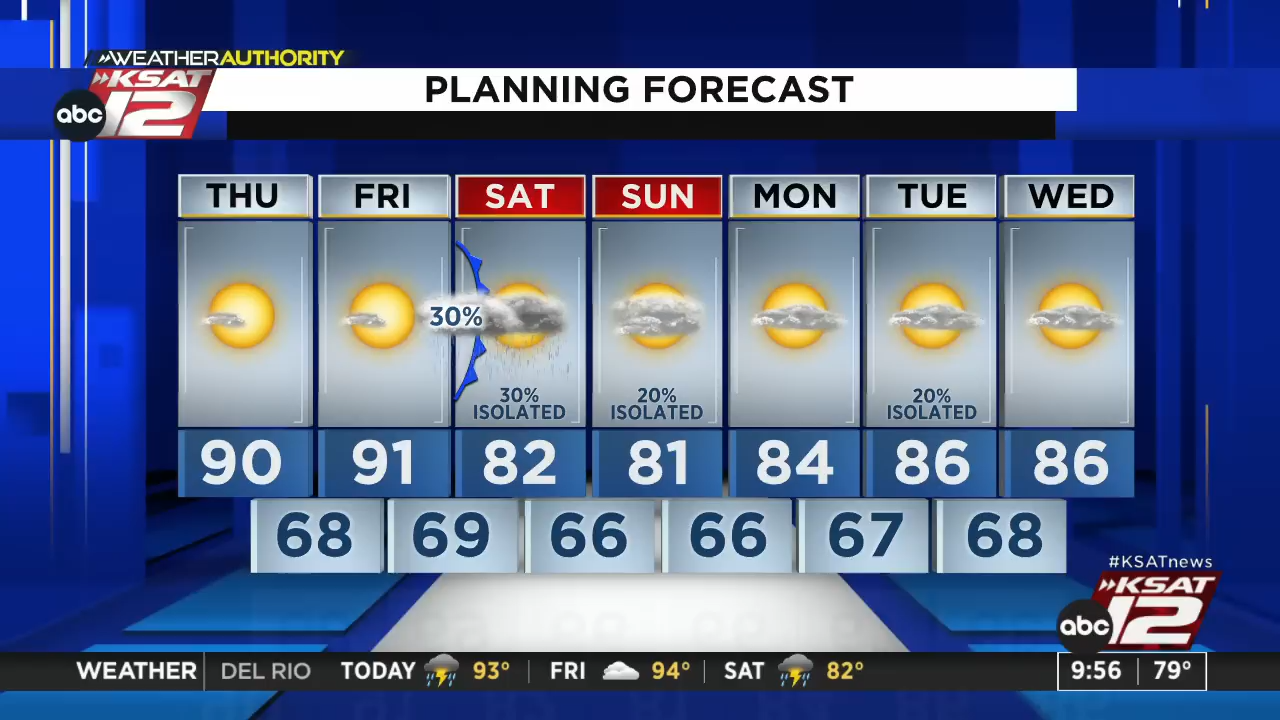 WEATHERAUTHORITY
KSAT
abc 12
PLANNING FORECAST
THU FRI SAT SUN MON TUE WED
30%
30% ISOLATED
20% ISOLATED
20% ISOLATED
90 91 82 81 84 86 86
68 69 66 66 67 68
#KSATnews
KSAT
abc 12
WEATHER DEL RIO TODAY 93° FRI 94° SAT 82° 9:56 79°